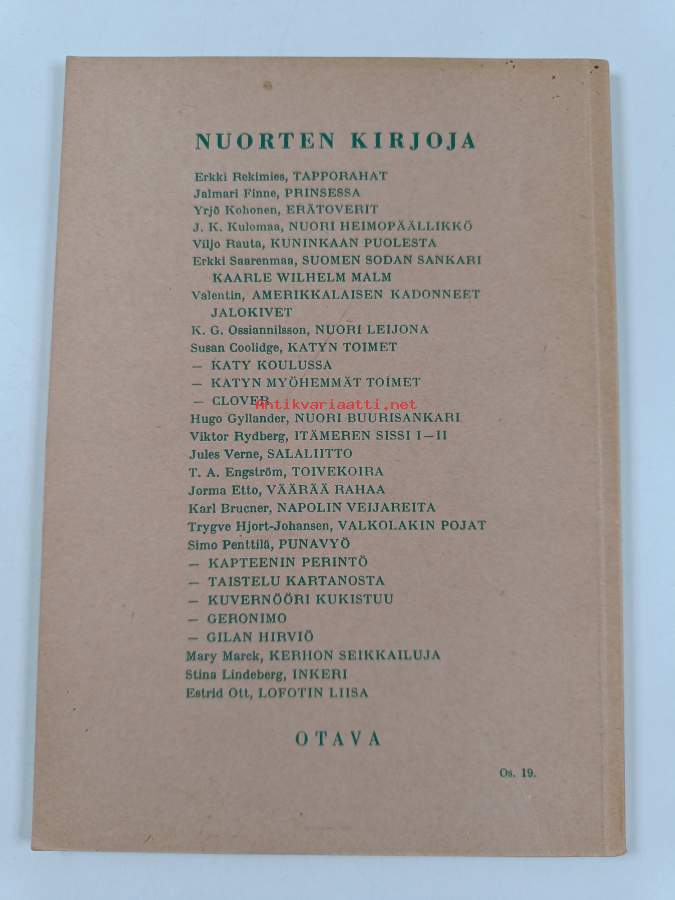 NUORTEN KIRJOJA
Erkki Rekimies, TAPPORAHAT
Jalmari Finne, PRINSESSA
Yrjö Kohonen, ERÄTOVERIT
J. K. Kulomaa, NUORI HEIMOPÄÄLLIKKÖ
Viljo Rauta, KUNINKAAN PUOLESTA
Erkki Saarenmaa, SUOMEN SODAN SANKARI
KAARLE WILHELM MALM
Valentin, AMERIKKALAISEN KADONNEET
JALOKIVET
K. G. Ossiannilsson, NUORI LEIJONA
Susan Coolidge, KATYN TOIMET
— KATY KOULUSSA
— KATYN MYÖHEMMÄT TOIMET
— CLOVER
Antikvariaatti.net
Hugo Gyllander, NUORI BUURISANKARI
Viktor Rydberg, ITÄMEREN SISSI I—II
Jules Verne, SALALIITTO
T. A. Engström, TOIVEKOIRA
Jorma Etto, VÄÄRÄÄ RAHAA
Karl Brucner, NAPOLIN VEIJAREITA
Trygve Hjort-Johansen, VALKOLAKIN POJAT
Simo Penttilä, PUNAVYÖ
— KAPTEENIN PERINTÖ
— TAISTELU KARTANOSTA
— KUVERNÖÖRI KUKISTUU
— GERONIMO
— GILAN HIRVIÖ
Mary Marck, KERHON SEIKKAILUJA
Stina Lindeberg, INKERI
Estrid Ott, LOFOTIN LIISA
OTAVA
Os. 19.